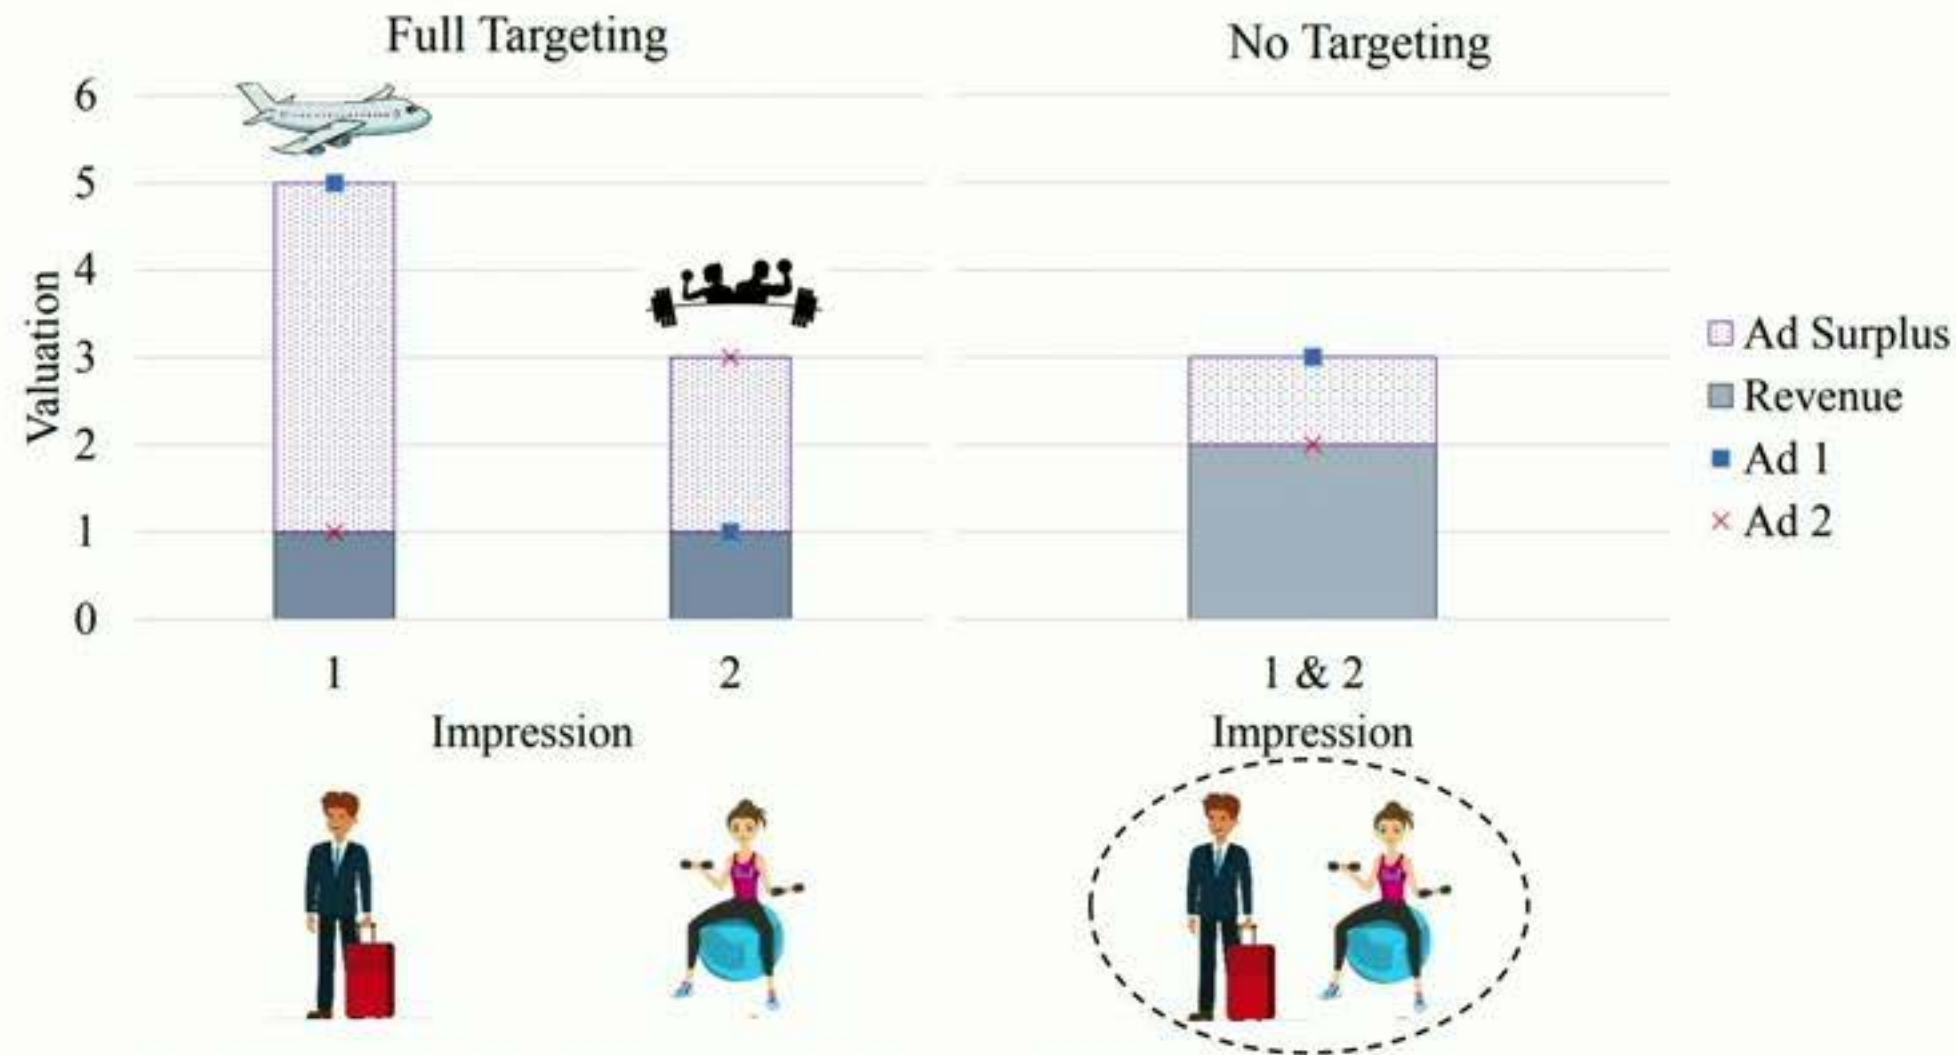 Full Targeting
No Targeting
6
5
4
3
2
1
0
Valuation
1
2
Impression
1 & 2
Impression
Ad Surplus
Revenue
Ad 1
Ad 2